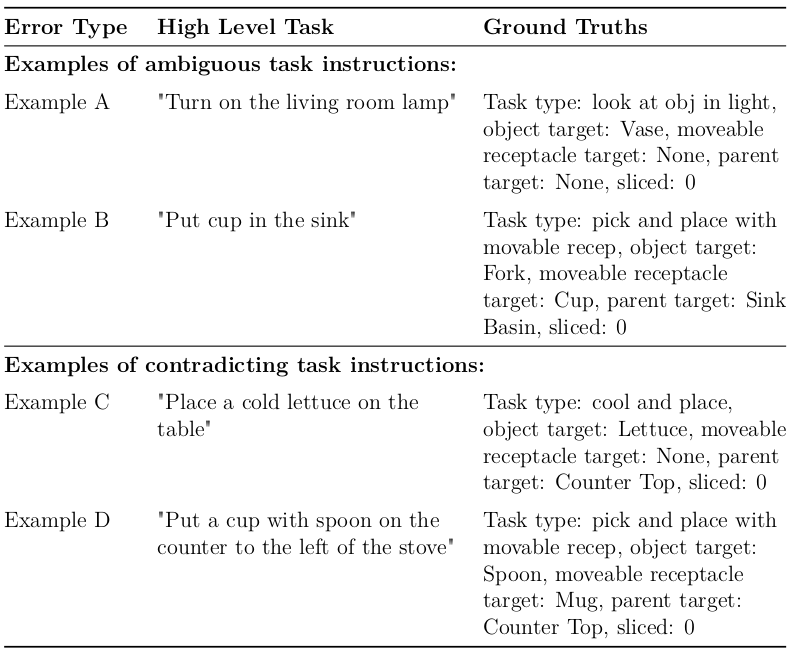 Error Type High Level Task Ground Truths
Examples of ambiguous task instructions:
Example A "Turn on the living room lamp" Task type: look at obj in light,
object target: Vase, moveable
receptacle target: None, parent
target: None, sliced: 0
Example B "Put cup in the sink" Task type: pick and place with
movable recep, object target:
Fork, moveable receptacle
target: Cup, parent target: Sink
Basin, sliced: 0
Examples of contradicting task instructions:
Example C "Place a cold lettuce on the Task type: cool and place,
table" object target: Lettuce, moveable
receptacle target: None, parent
target: Counter Top, sliced: 0
Example D "Put a cup with spoon on the Task type: pick and place with
counter to the left of the stove" movable recep, object target:
Spoon, moveable receptacle
target: Mug, parent target:
Counter Top, sliced: 0